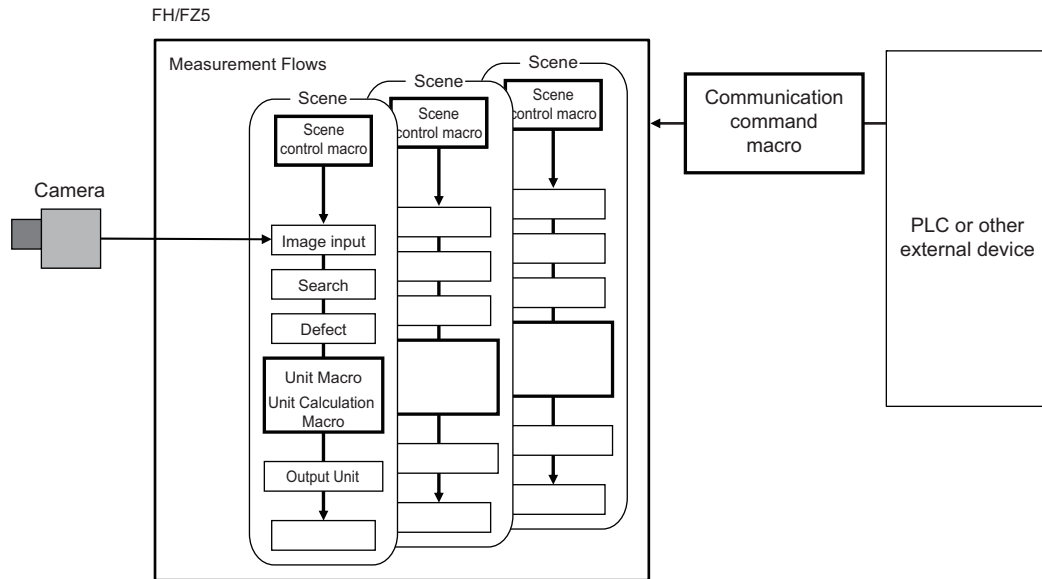 FH/FZ5
Measurement Flows
Scene
Scene
Scene
Scene
control macro
Scene
control macro
Scene
control macro
Communication
command
macro
Camera
PLC or other
external device
Image input
Search
Defect
Unit Macro
Unit Calculation
Macro
Output Unit